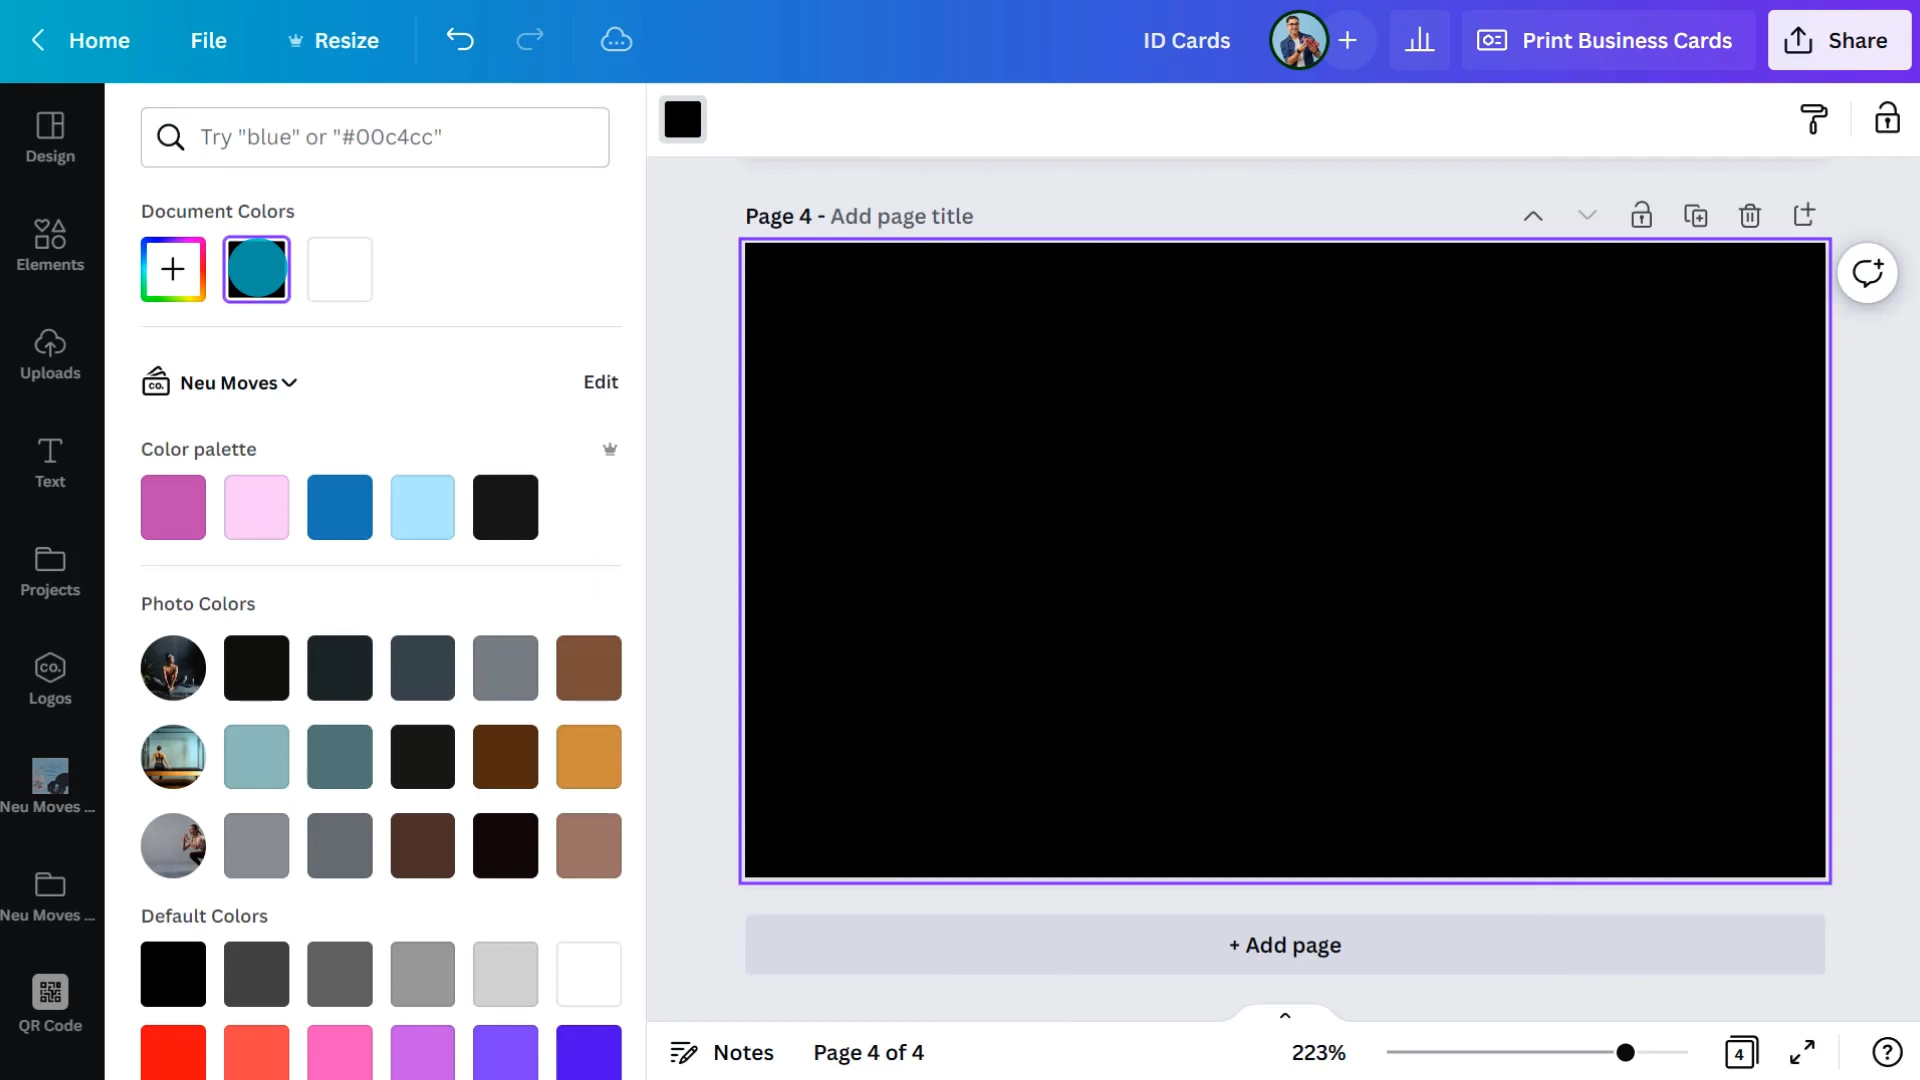 Home
File
Resize
ID Cards
Print Business Cards
Share
Design
Elements
Uploads
Text
Projects
CO.
Logos
Neu Moves ...
Neu Moves ...
QR Code
Try "blue" or "#00c4cc"
Document Colors
CO.
Neu Moves
Edit
Color palette
Photo Colors
Default Colors
Page 4 - Add page title
+ Add page
Notes
Page 4 of 4
223%
4